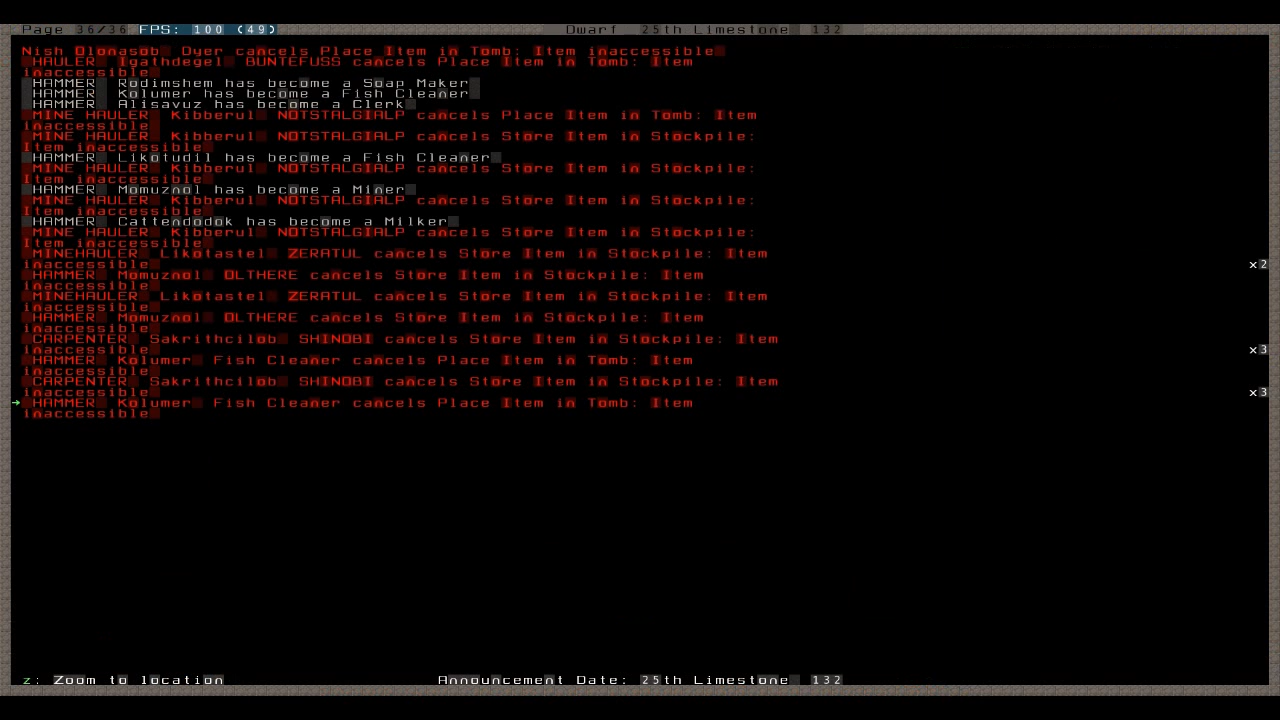 Page 36/36 FPS: 100 (49) Dwarf 25th Limestone 132
Nish Olonasob Dyer cancels Place Item in Tomb: Item inaccessible
HAULER Igathdegel BUNTEFUSS cancels Place Item in Tomb: Item
inaccessible
HAMMER Rodimshem has become a Soap Maker
HAMMER Kolumer has become a Fish Cleaner
HAMMER Alisavuz has become a Clerk
MINE HAULER Kibberul NOTSTALGIALP cancels Place Item in Tomb: Item
inaccessible
MINE HAULER Kibberul NOTSTALGIALP cancels Store Item in Stockpile:
Item inaccessible
HAMMER Likotudil has become a Fish Cleaner
MINE HAULER Kibberul NOTSTALGIALP cancels Store Item in Stockpile:
Item inaccessible
HAMMER Momuznol has become a Miner
MINE HAULER Kibberul NOTSTALGIALP cancels Store Item in Stockpile:
Item inaccessible
HAMMER Cattendodok has become a Milker
MINE HAULER Kibberul NOTSTALGIALP cancels Store Item in Stockpile:
Item inaccessible
MINEHAULER Likotastel ZERATUL cancels Store Item in Stockpile: Item
inaccessible x2
HAMMER Momuznol OLTHERE cancels Store Item in Stockpile: Item
inaccessible
MINEHAULER Likotastel ZERATUL cancels Store Item in Stockpile: Item
inaccessible
HAMMER Momuznol OLTHERE cancels Store Item in Stockpile: Item
inaccessible
CARPENTER Sakrithcilob SHINOBI cancels Store Item in Stockpile: Item
inaccessible x3
HAMMER Kolumer Fish Cleaner cancels Place Item in Tomb: Item
inaccessible
CARPENTER Sakrithcilob SHINOBI cancels Store Item in Stockpile: Item
inaccessible x3
→HAMMER Kolumer Fish Cleaner cancels Place Item in Tomb: Item
inaccessible
z: Zoom to location Announcement Date: 25th Limestone 132